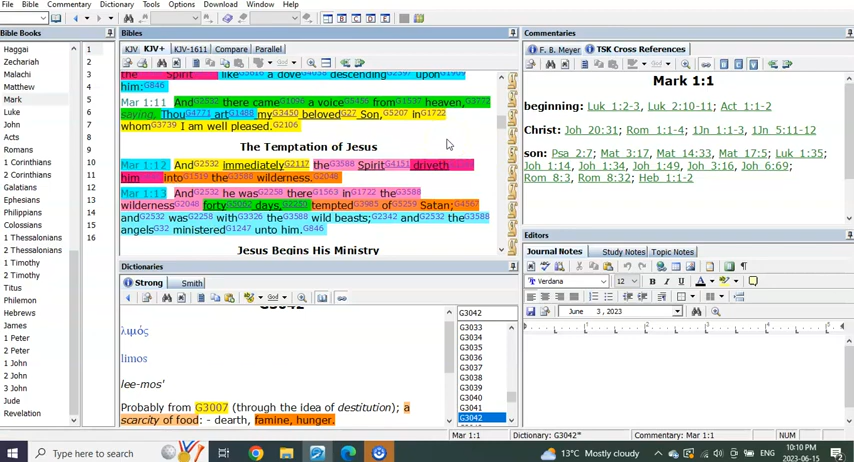 File Bible Commentary Dictionary Tools Options Download Window Help
Bible Books
Haggai
Zechariah
Malachi
Matthew
Mark
Luke
John
Acts
Romans
1 Corinthians
2 Corinthians
Galatians
Ephesians
Philippians
Colossians
1 Thessalonians
2 Thessalonians
1 Timothy
2 Timothy
Titus
Philemon
Hebrews
James
1 Peter
2 Peter
1 John
2 John
3 John
Jude
Revelation
1
2
3
4
5
6
7
8
9
10
11
12
13
14
15
16
Bibles
KJV KJV+ KJV-1611 Compare Parallel
the Spirit like G5616 a dove G4058 descending G2597 upon G1909
him: G846
Mar 1:11 And G2532 there came G1096 a voice G5456 from G1537 heaven, G3772
saying, Thou G4771 art G1488 my G3450 beloved G27 Son, G5207 in G1722
whom G3739 I am well pleased. G2106
The Temptation of Jesus
Mar 1:12 And G2532 immediately G2117 the G3588 Spirit G4151 driveth
him into G1519 the G3588 wilderness. G2048
Mar 1:13 And G2532 he was G2258 there G1563 in G1722 the G3588
wilderness G2048 forty G5062 days, G2250 tempted G3985 of G5259 Satan; G4567
and G2532 was G2258 with G3326 the G3588 wild beasts; G2342 and G2532 the G3588
angels G32 ministered G1247 unto him. G846
Jesus Begins His Ministry
Dictionaries
Strong Smith
G3042
λιμός
limos
lee-mos'
Probably from G3007 (through the idea of destitution); a
scarcity of food: - dearth, famine, hunger.
G3042
G3033
G3034
G3035
G3036
G3037
G3038
G3039
G3040
G3041
G3042
Commentaries
F. B. Meyer TSK Cross References
Mark 1:1
beginning: Luk 1:2-3, Luk 2:10-11; Act 1:1-2
Christ: Joh 20:31; Rom 1:1-4; 1Jn 1:1-3, 1Jn 5:11-12
son: Psa 2:7; Mat 3:17, Mat 14:33, Mat 17:5; Luk 1:35;
Joh 1:14, Joh 1:34, Joh 1:49, Joh 3:16, Joh 6:69;
Rom 8:3, Rom 8:32; Heb 1:1-2
Editors
Journal Notes Study Notes Topic Notes
Verdana 12 B I U A
June 3, 2023
Mar 1:1 Dictionary: G3042* Commentary: Mar 1:1 NUM
Type here to search
13°C Mostly cloudy
ENG
10:10 PM
2023-06-15